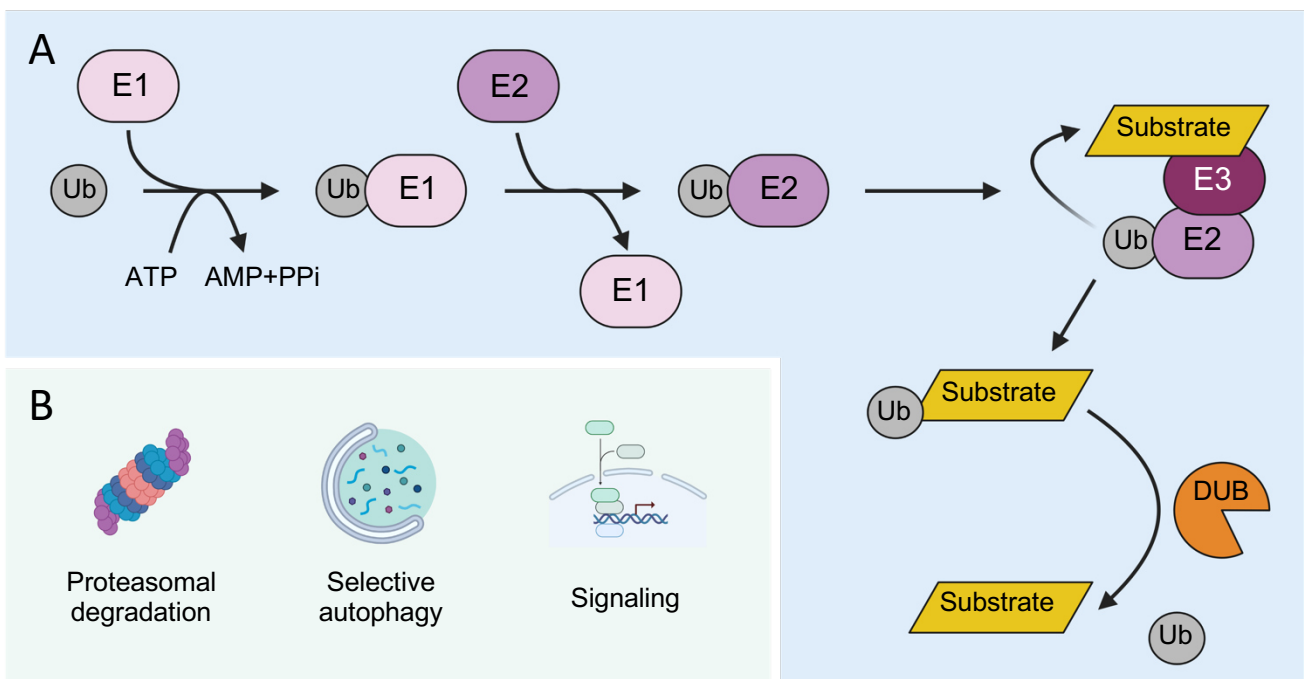 A
E1
E2
Substrate
Ub
Ub
E1
Ub
E2
E3
Ub
E2
ATP
AMP+PPi
E1
Ub
Substrate
DUB
Substrate
Ub
B
Proteasomal
degradation
Selective
autophagy
Signaling